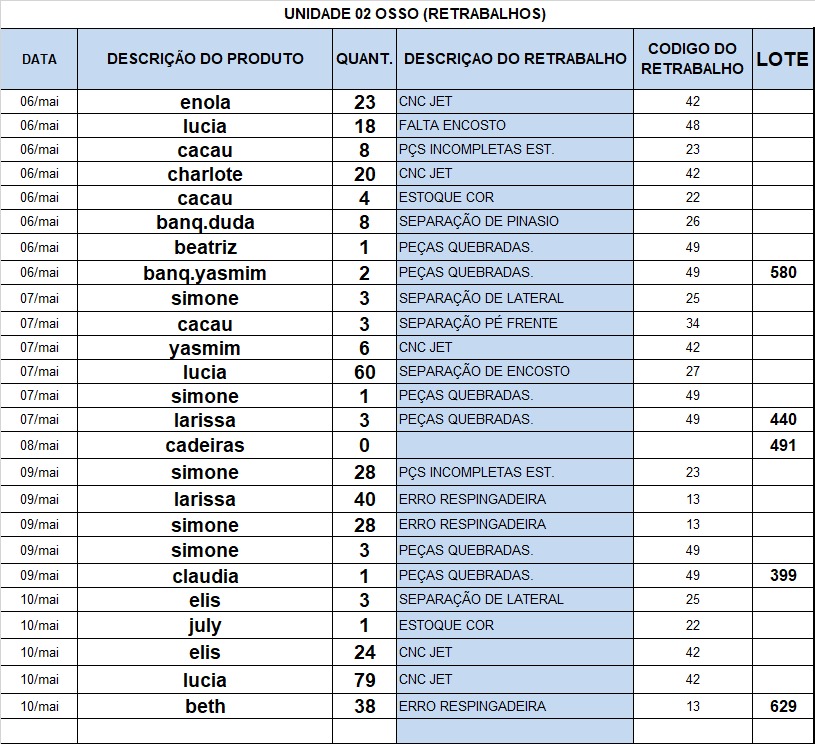 UNIDADE 02 OSSO (RETRABALHOS)
DATA DESCRIÇÃO DO PRODUTO QUANT. DESCRIÇAO DO RETRABALHO CODIGO DO RETRABALHO LOTE
06/mai enola 23 CNC JET 42
06/mai lucia 18 FALTA ENCOSTO 48
06/mai cacau 8 PÇS INCOMPLETAS EST. 23
06/mai charlote 20 CNC JET 42
06/mai cacau 4 ESTOQUE COR 22
06/mai banq.duda 8 SEPARAÇÃO DE PINASIO 26
06/mai beatriz 1 PEÇAS QUEBRADAS. 49
06/mai banq.yasmim 2 PEÇAS QUEBRADAS. 49 580
07/mai simone 3 SEPARAÇÃO DE LATERAL 25
07/mai cacau 3 SEPARAÇÃO PÉ FRENTE 34
07/mai yasmim 6 CNC JET 42
07/mai lucia 60 SEPARAÇÃO DE ENCOSTO 27
07/mai simone 1 PEÇAS QUEBRADAS. 49
07/mai larissa 3 PEÇAS QUEBRADAS. 49 440
08/mai cadeiras 0 491
09/mai simone 28 PÇS INCOMPLETAS EST. 23
09/mai larissa 40 ERRO RESPINGADEIRA 13
09/mai simone 28 ERRO RESPINGADEIRA 13
09/mai simone 3 PEÇAS QUEBRADAS. 49
09/mai claudia 1 PEÇAS QUEBRADAS. 49 399
10/mai elis 3 SEPARAÇÃO DE LATERAL 25
10/mai july 1 ESTOQUE COR 22
10/mai elis 24 CNC JET 42
10/mai lucia 79 CNC JET 42
10/mai beth 38 ERRO RESPINGADEIRA 13 629